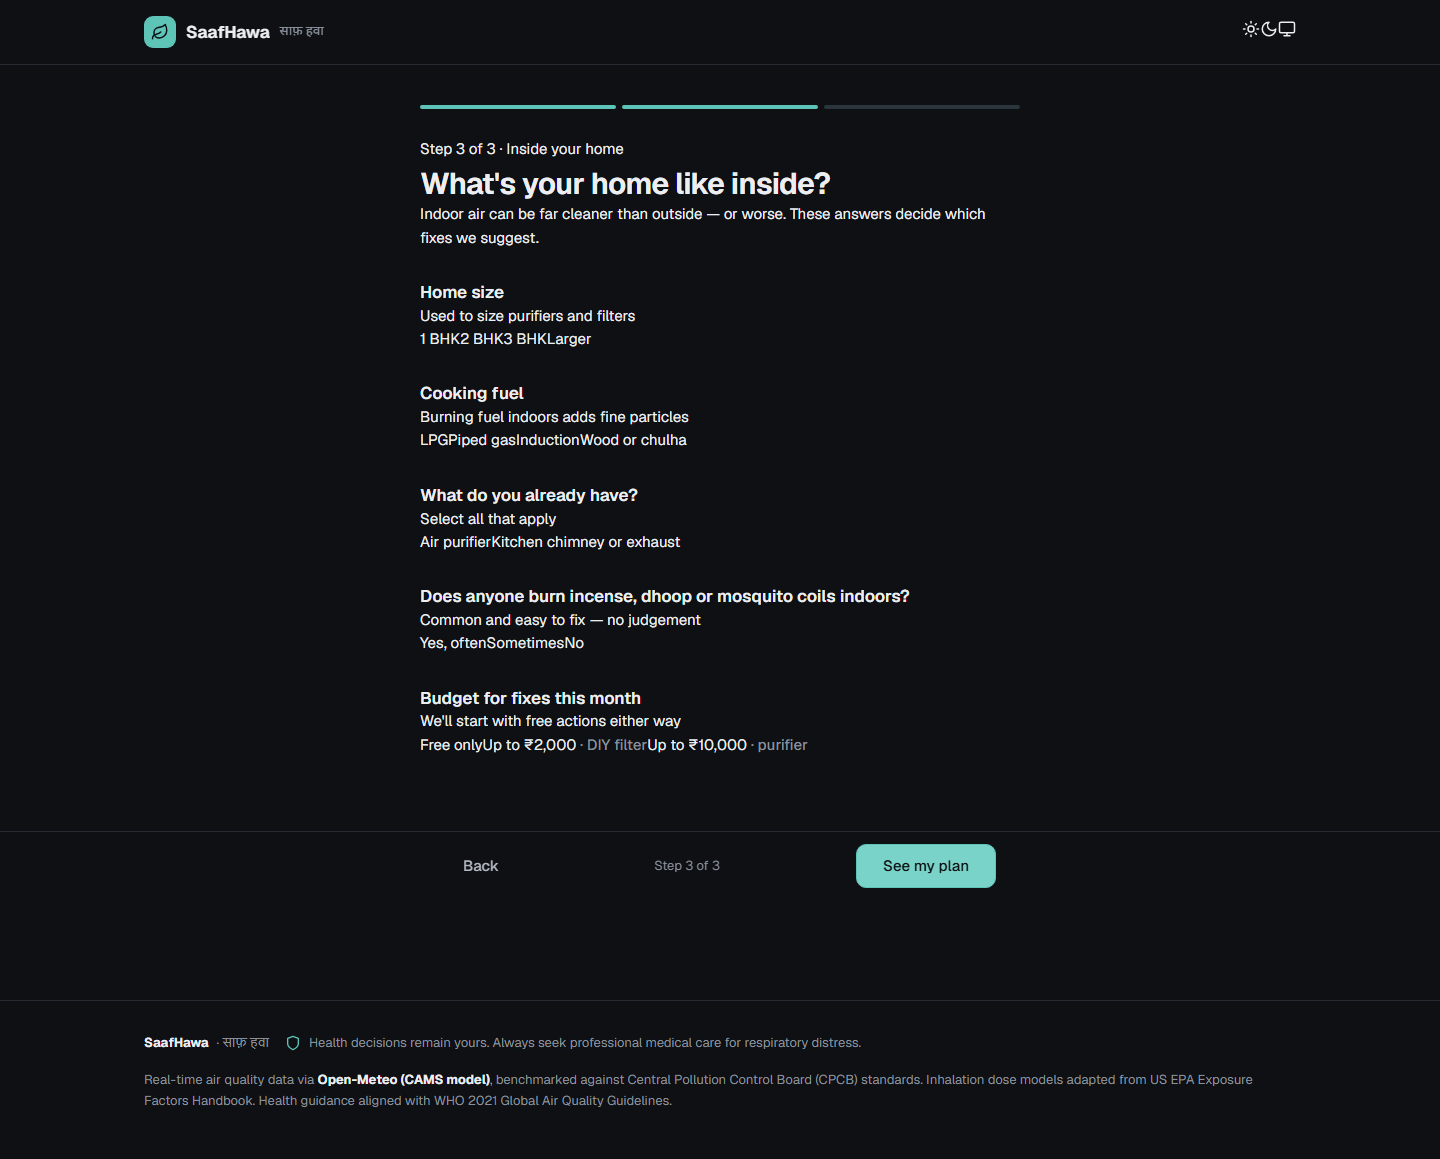 SaafHawa साफ़ हवा
Step 3 of 3 · Inside your home
What's your home like inside?
Indoor air can be far cleaner than outside — or worse. These answers decide which
fixes we suggest.
Home size
Used to size purifiers and filters
1 BHK2 BHK3 BHKLarger
Cooking fuel
Burning fuel indoors adds fine particles
LPGPiped gasInductionWood or chulha
What do you already have?
Select all that apply
Air purifierKitchen chimney or exhaust
Does anyone burn incense, dhoop or mosquito coils indoors?
Common and easy to fix — no judgement
Yes, oftenSometimesNo
Budget for fixes this month
We'll start with free actions either way
Free onlyUp to ₹2,000 · DIY filterUp to ₹10,000 · purifier
Back Step 3 of 3 See my plan
SaafHawa · साफ़ हवा Health decisions remain yours. Always seek professional medical care for respiratory distress.
Real-time air quality data via Open-Meteo (CAMS model), benchmarked against Central Pollution Control Board (CPCB) standards. Inhalation dose models adapted from US EPA Exposure
Factors Handbook. Health guidance aligned with WHO 2021 Global Air Quality Guidelines.